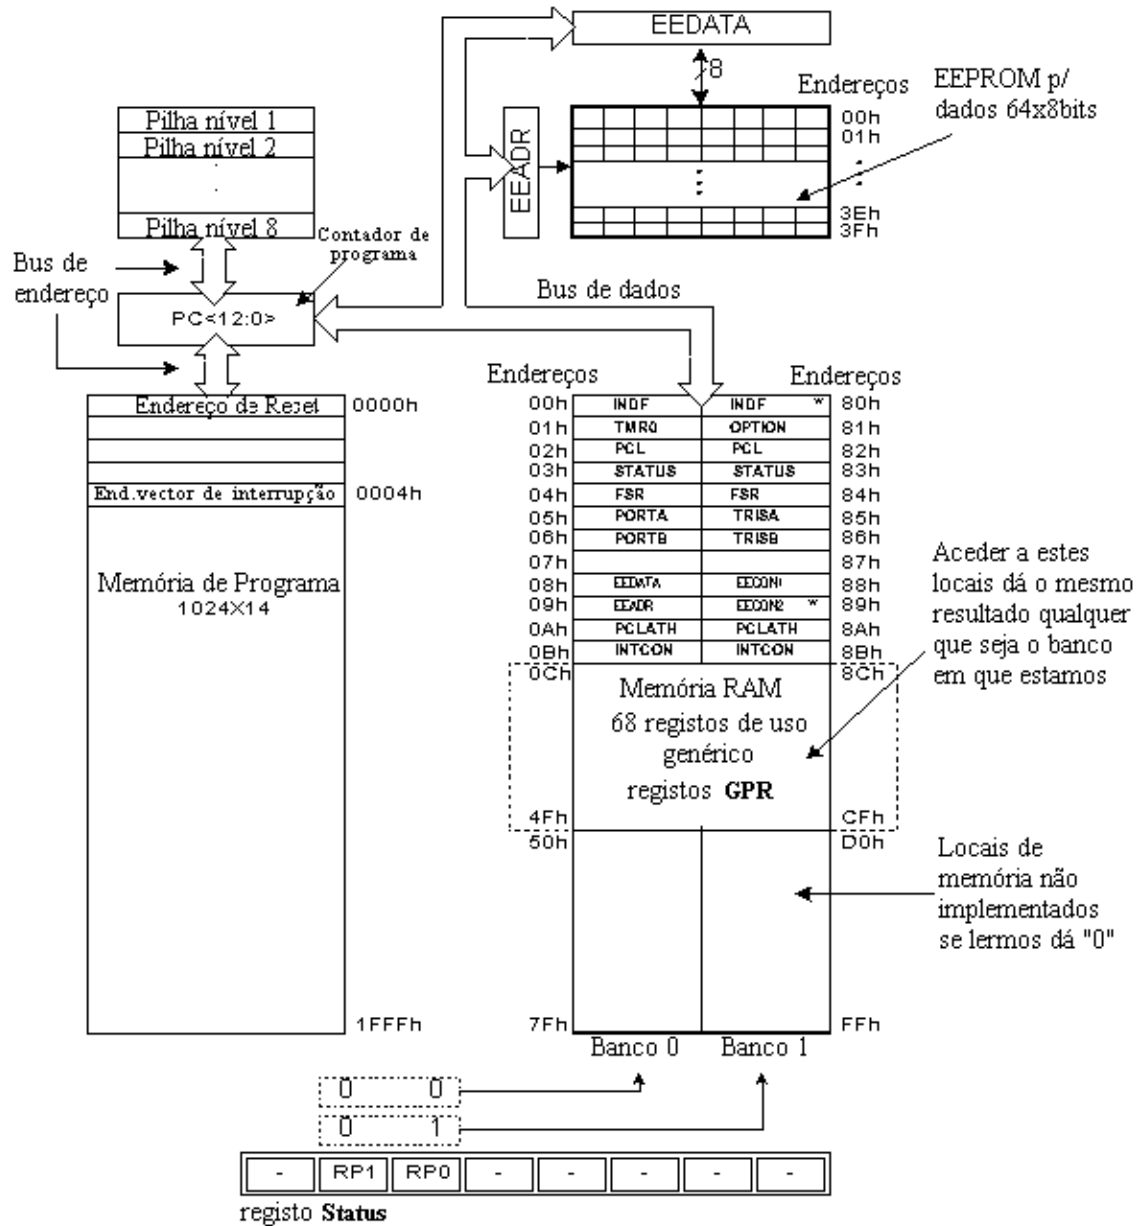 EEDATA
8
Endereços
EEPROM p/
dados 64x8bits
00h
01h
3Eh
3Fh
EEADR
Pilha nível 1
Pilha nível 2
Pilha nível 8
Contador de
programa
Bus de
endereço
PC<12:0>
Bus de dados
Endereço de Reset 0000h
End.vector de interrupção 0004h
Memória de Programa
1024X14
1FFFh
Endereços Endereços
00h INDF INDF * 80h
01h TMR0 OPTION 81h
02h PCL PCL 82h
03h STATUS STATUS 83h
04h FSR FSR 84h
05h PORTA TRISA 85h
06h PORTB TRISB 86h
07h 87h
08h EEDATA EECON1 88h
09h EEADR EECON2 * 89h
0Ah PCLATH PCLATH 8Ah
0Bh INTCON INTCON 8Bh
0Ch 8Ch
Memória RAM
68 registos de uso
genérico
registos GPR
4Fh CFh
50h D0h
7Fh FFh
Banco 0 Banco 1
Aceder a estes
locais dá o mesmo
resultado qualquer
que seja o banco
em que estamos
Locais de
memória não
implementados
se lermos dá "0"
0 0
0 1
- RP1 RP0 - - - - -
registo Status